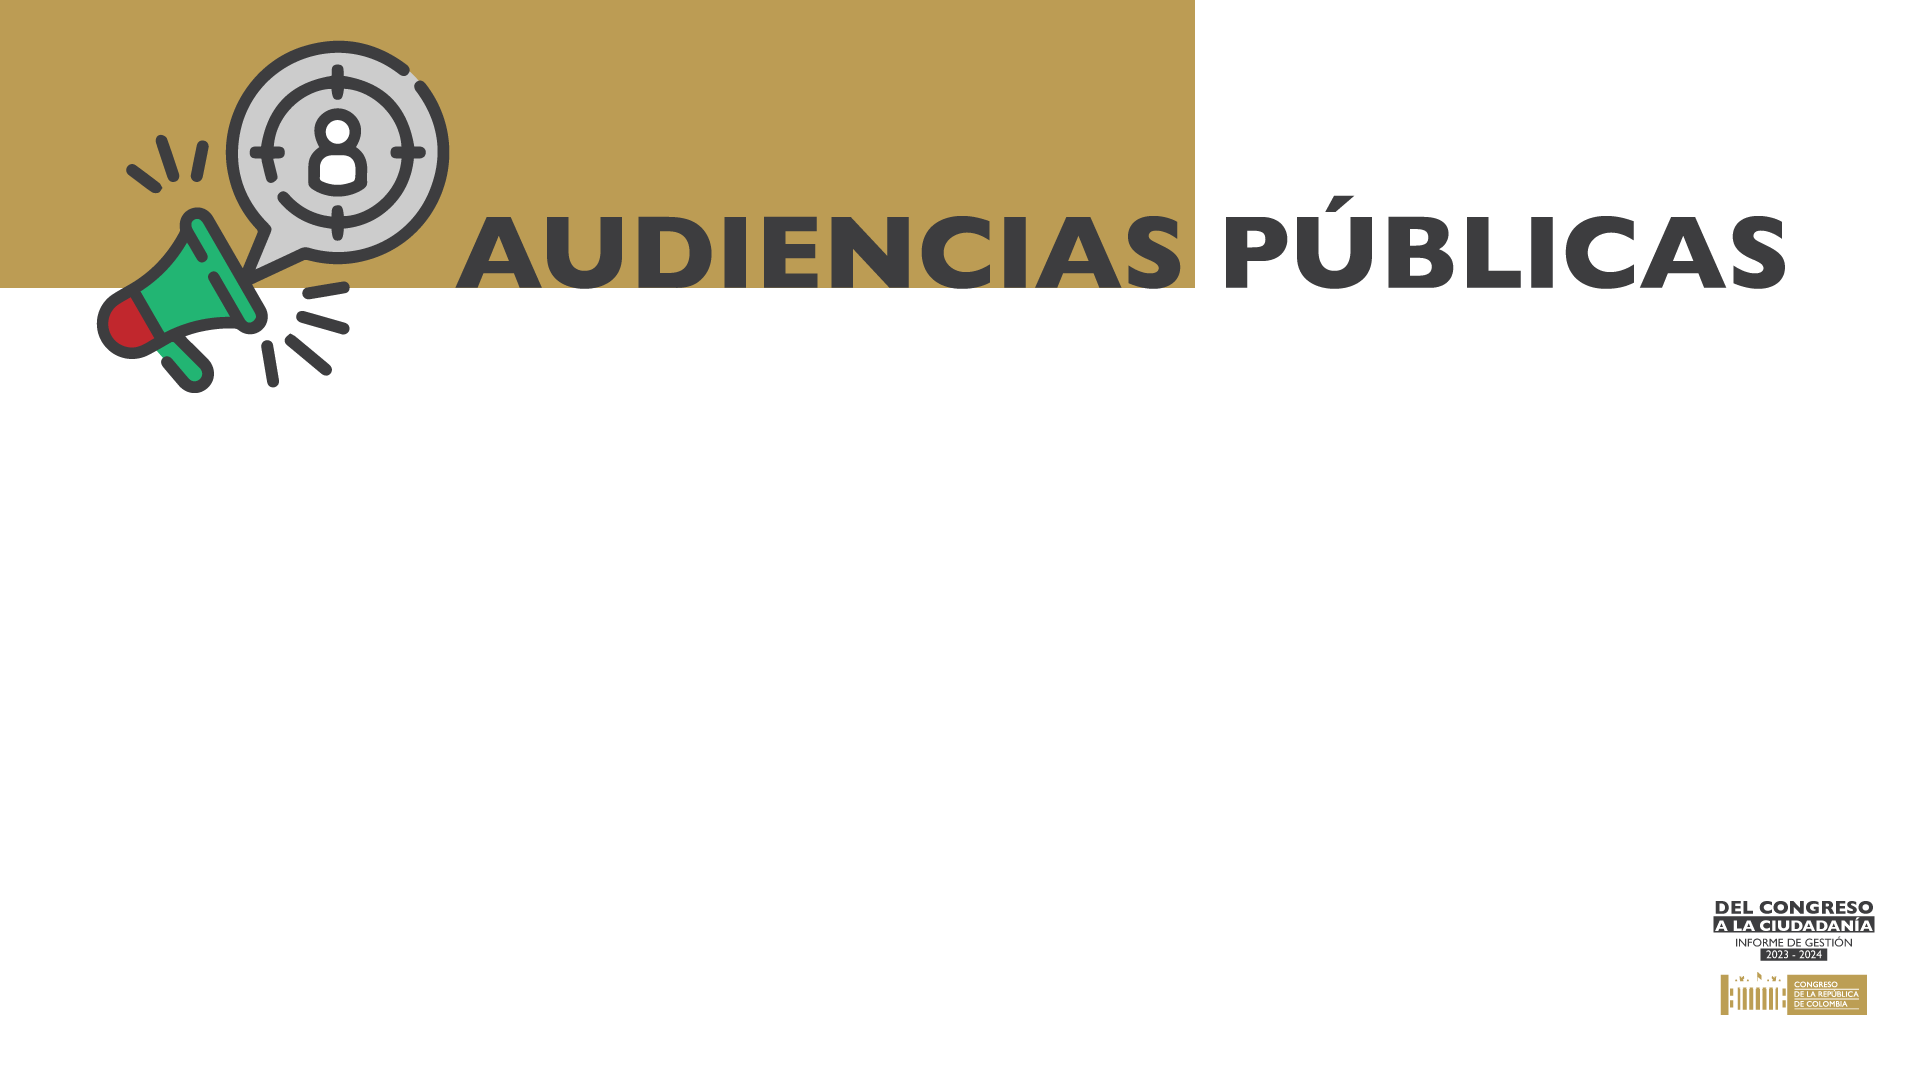 AUDIENCIAS PÚBLICAS
DEL CONGRESO
A LA CIUDADANÍA
INFORME DE GESTIÓN
2023 - 2024
CONGRESO
DE LA REPÚBLICA
DE COLOMBIA